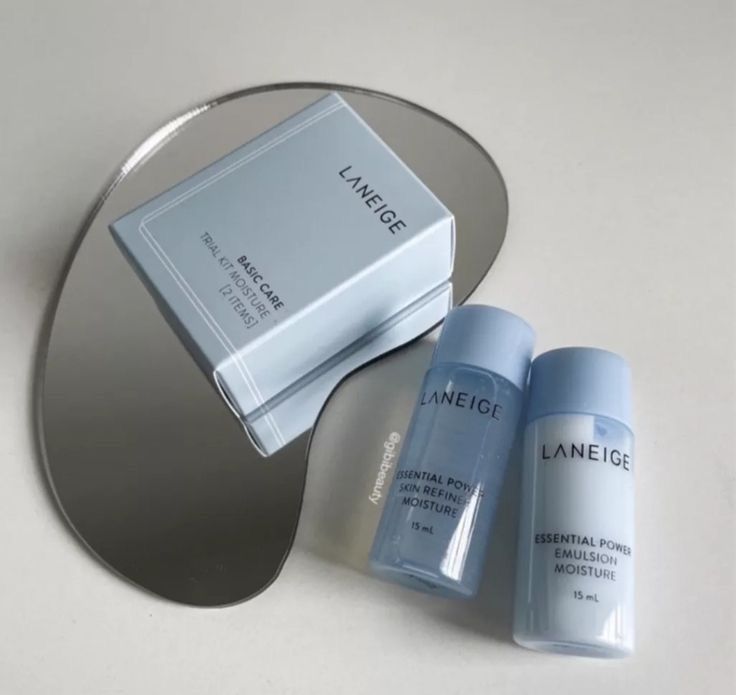 LANEIGE
BASIC CARE
TRIAL KIT MOISTURE
[2 ITEMS]
LANEIGE
ESSENTIAL POWER
SKIN REFINER
MOISTURE
15 mL
@gibibeauty
LANEIGE
ESSENTIAL POWER
EMULSION
MOISTURE
15 mL